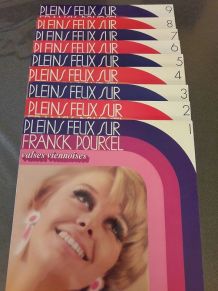 PLEINS FEUX SUR 9
PLEINS FEUX SUR 8
PLEINS FEUX SUR 7
PLEINS FEUX SUR 6
PLEINS FEUX SUR 5
PLEINS FEUX SUR 4
PLEINS FEUX SUR 3
PLEINS FEUX SUR 2
PLEINS FEUX SUR 1
FRANCK POURCEL
valses viennoises